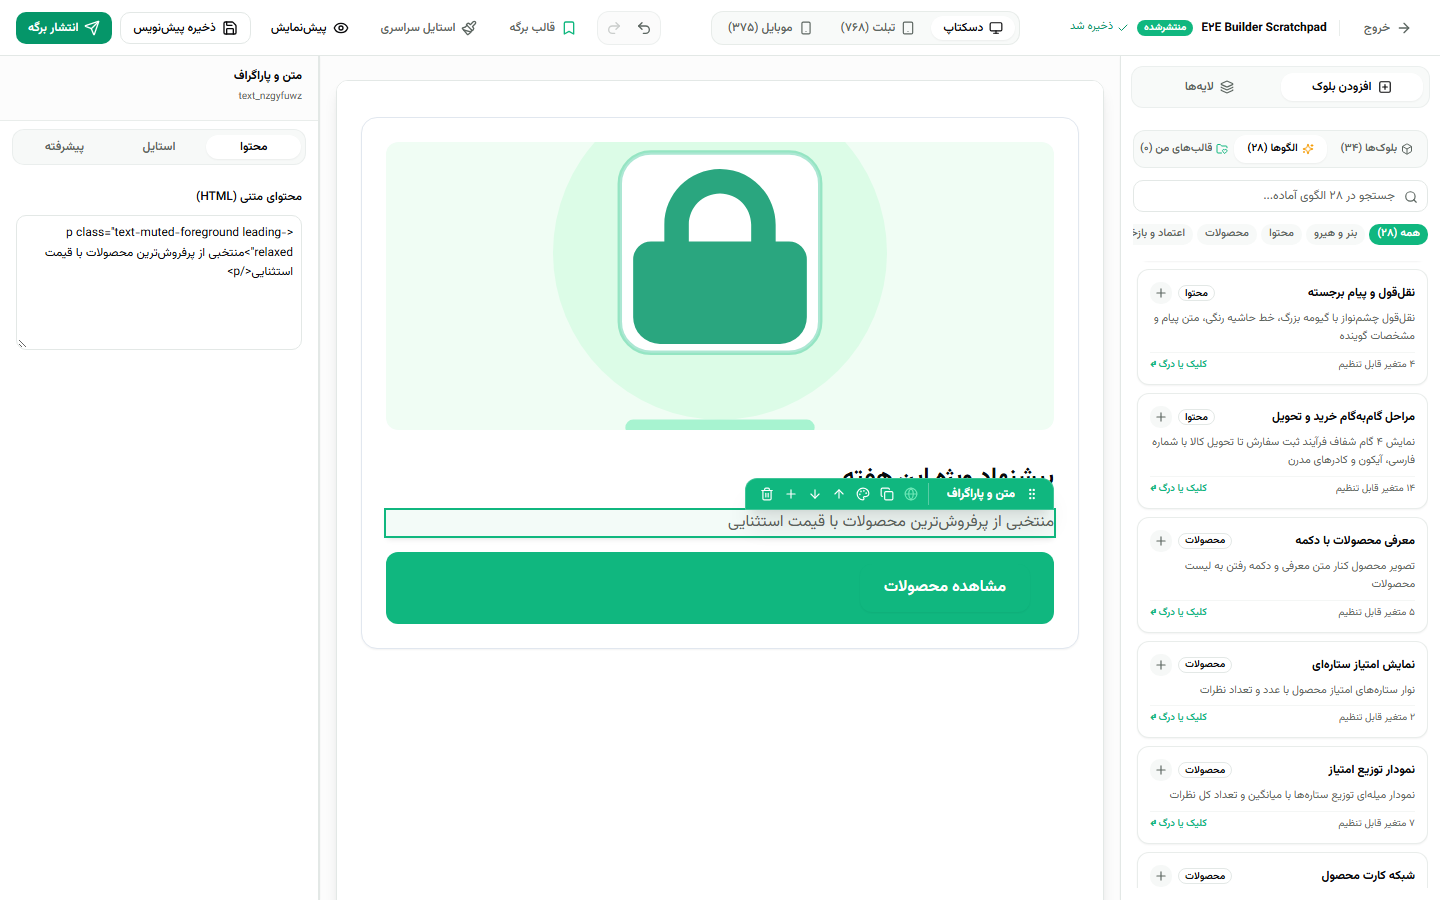 خروج
E۲E Builder Scratchpad
منتشرشده
ذخیره شد
دسکتاپ
تبلت (۷۶۸)
موبایل (۳۷۵)
قالب برگه
استایل سراسری
پیش‌نمایش
ذخیره پیش‌نویس
انتشار برگه
افزودن بلوک
لایه‌ها
بلوک‌ها (۳۴)
الگوها (۲۸)
قالب‌های من (۰)
جستجو در ۲۸ الگوی آماده...
همه (۲۸)
بنر و هیرو
محتوا
محصولات
اعتماد و بازخ
نقل‌قول و پیام برجسته
محتوا
نقل‌قول چشم‌نواز با گیومه بزرگ، خط حاشیه رنگی، متن پیام و
مشخصات گوینده
۴ متغیر قابل تنظیم
کلیک یا درگ
مراحل گام‌به‌گام خرید و تحویل
محتوا
نمایش ۴ گام شفاف فرآیند ثبت سفارش تا تحویل کالا با شماره
فارسی، آیکون و کادرهای مدرن
۱۴ متغیر قابل تنظیم
کلیک یا درگ
معرفی محصولات با دکمه
محصولات
تصویر محصول کنار متن معرفی و دکمه رفتن به لیست
محصولات
۵ متغیر قابل تنظیم
کلیک یا درگ
نمایش امتیاز ستاره‌ای
محصولات
نوار ستاره‌های امتیاز محصول با عدد و تعداد نظرات
۲ متغیر قابل تنظیم
کلیک یا درگ
نمودار توزیع امتیاز
محصولات
نمودار میله‌ای توزیع ستاره‌ها با میانگین و تعداد کل نظرات
۷ متغیر قابل تنظیم
کلیک یا درگ
شبکه کارت محصول
محصولات
پیشنهاد ویژه این هفته
متن و پاراگراف
منتخبی از پرفروش‌ترین محصولات با قیمت استثنایی
مشاهده محصولات
متن و پاراگراف
text_nzgyfuwz
محتوا
استایل
پیشرفته
محتوای متنی (HTML)
<p class="text-muted-foreground leading-
relaxed">منتخبی از پرفروش‌ترین محصولات با قیمت
استثنایی</p>